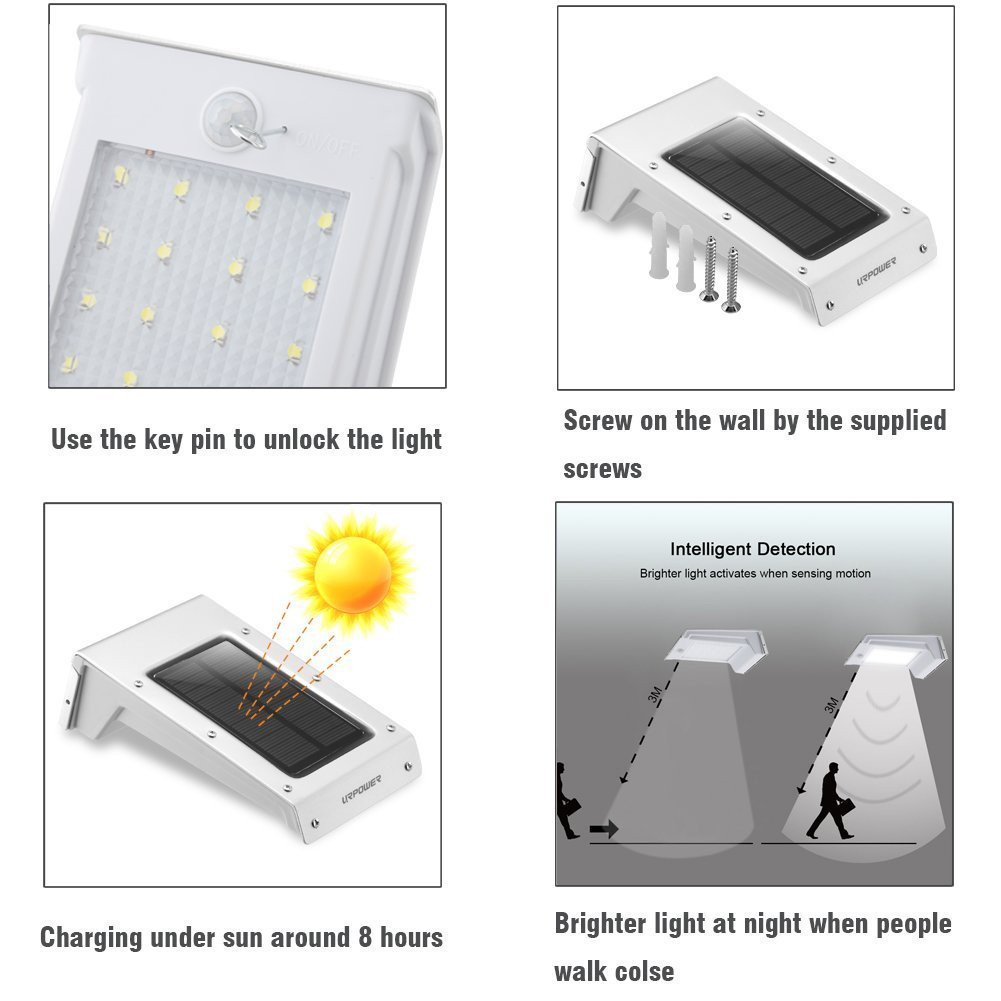 ON/OFF
Use the key pin to unlock the light
URPOWER
Screw on the wall by the supplied
screws
URPOWER
Charging under sun around 8 hours
Intelligent Detection
Brighter light activates when sensing motion
3M
3M
Brighter light at night when people
walk colse